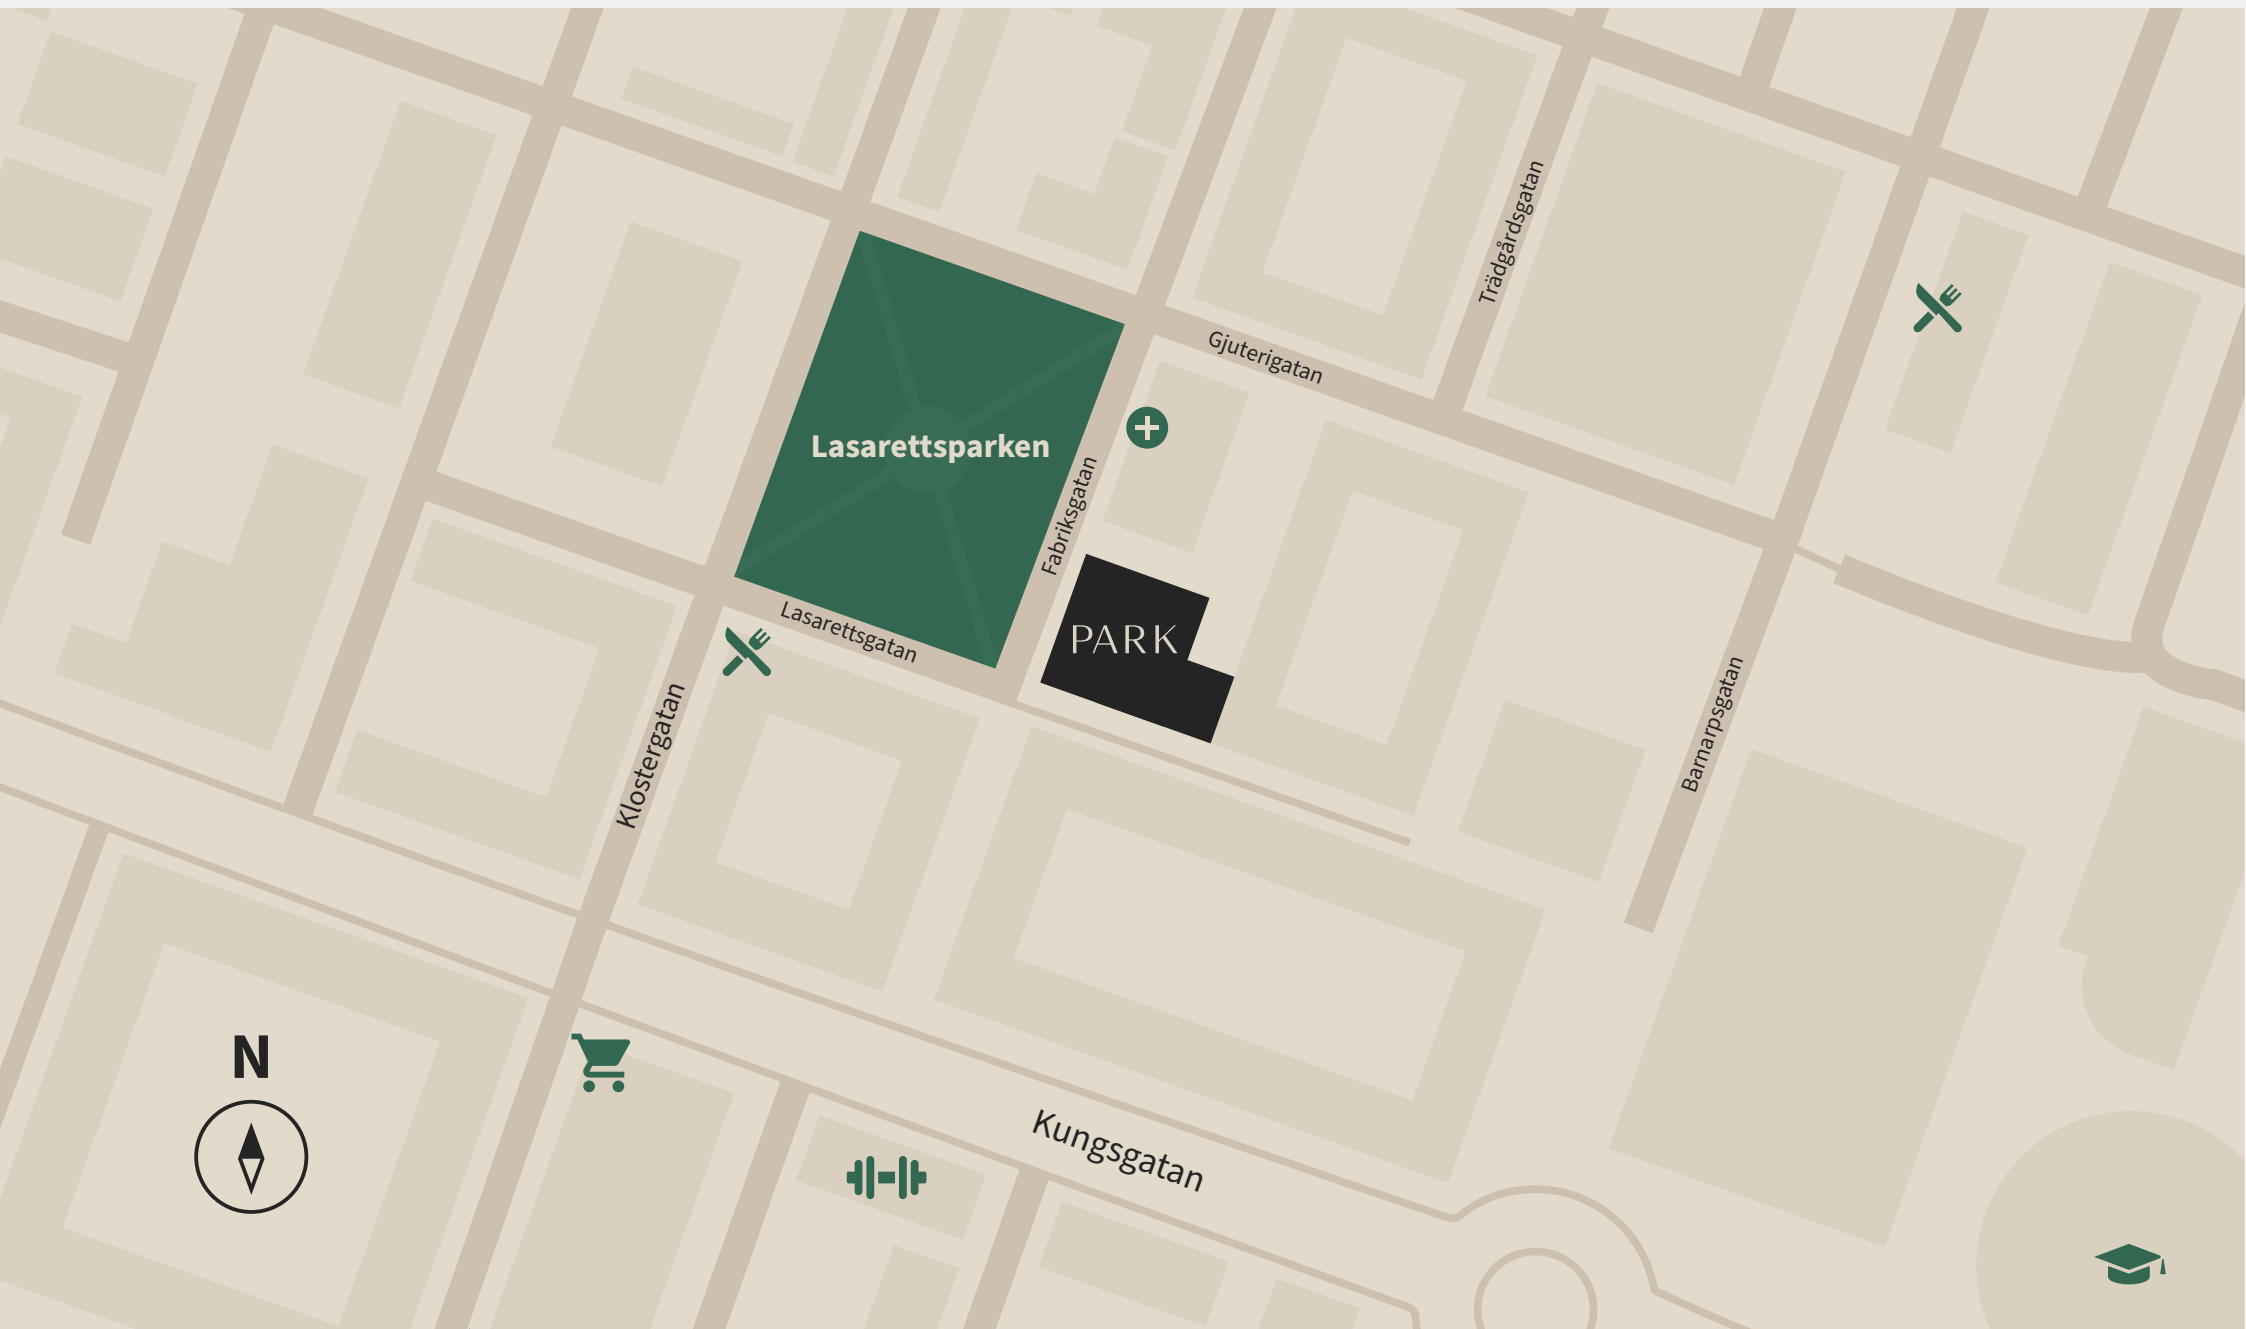 Trädgårdsgatan
Gjuterigatan
Lasarettsparken
Fabriksgatan
Lasarettsgatan
PARK
Klostergatan
Barnarpsgatan
N
Kungsgatan